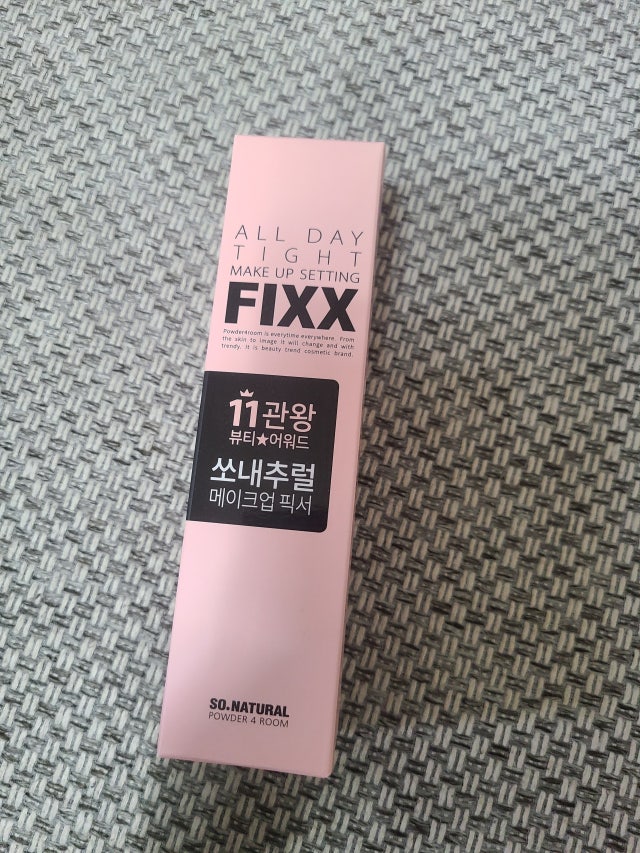 ALL DAY
TIGHT
MAKE UP SETTING
FIXX
Powder4room is everytime everywhere. From
the skin to image it will change and with
trendy. It is beauty trend cosmetic brand.
11관왕
뷰티★어워드
쏘내추럴
메이크업 픽서
SO.NATURAL
POWDER 4 ROOM